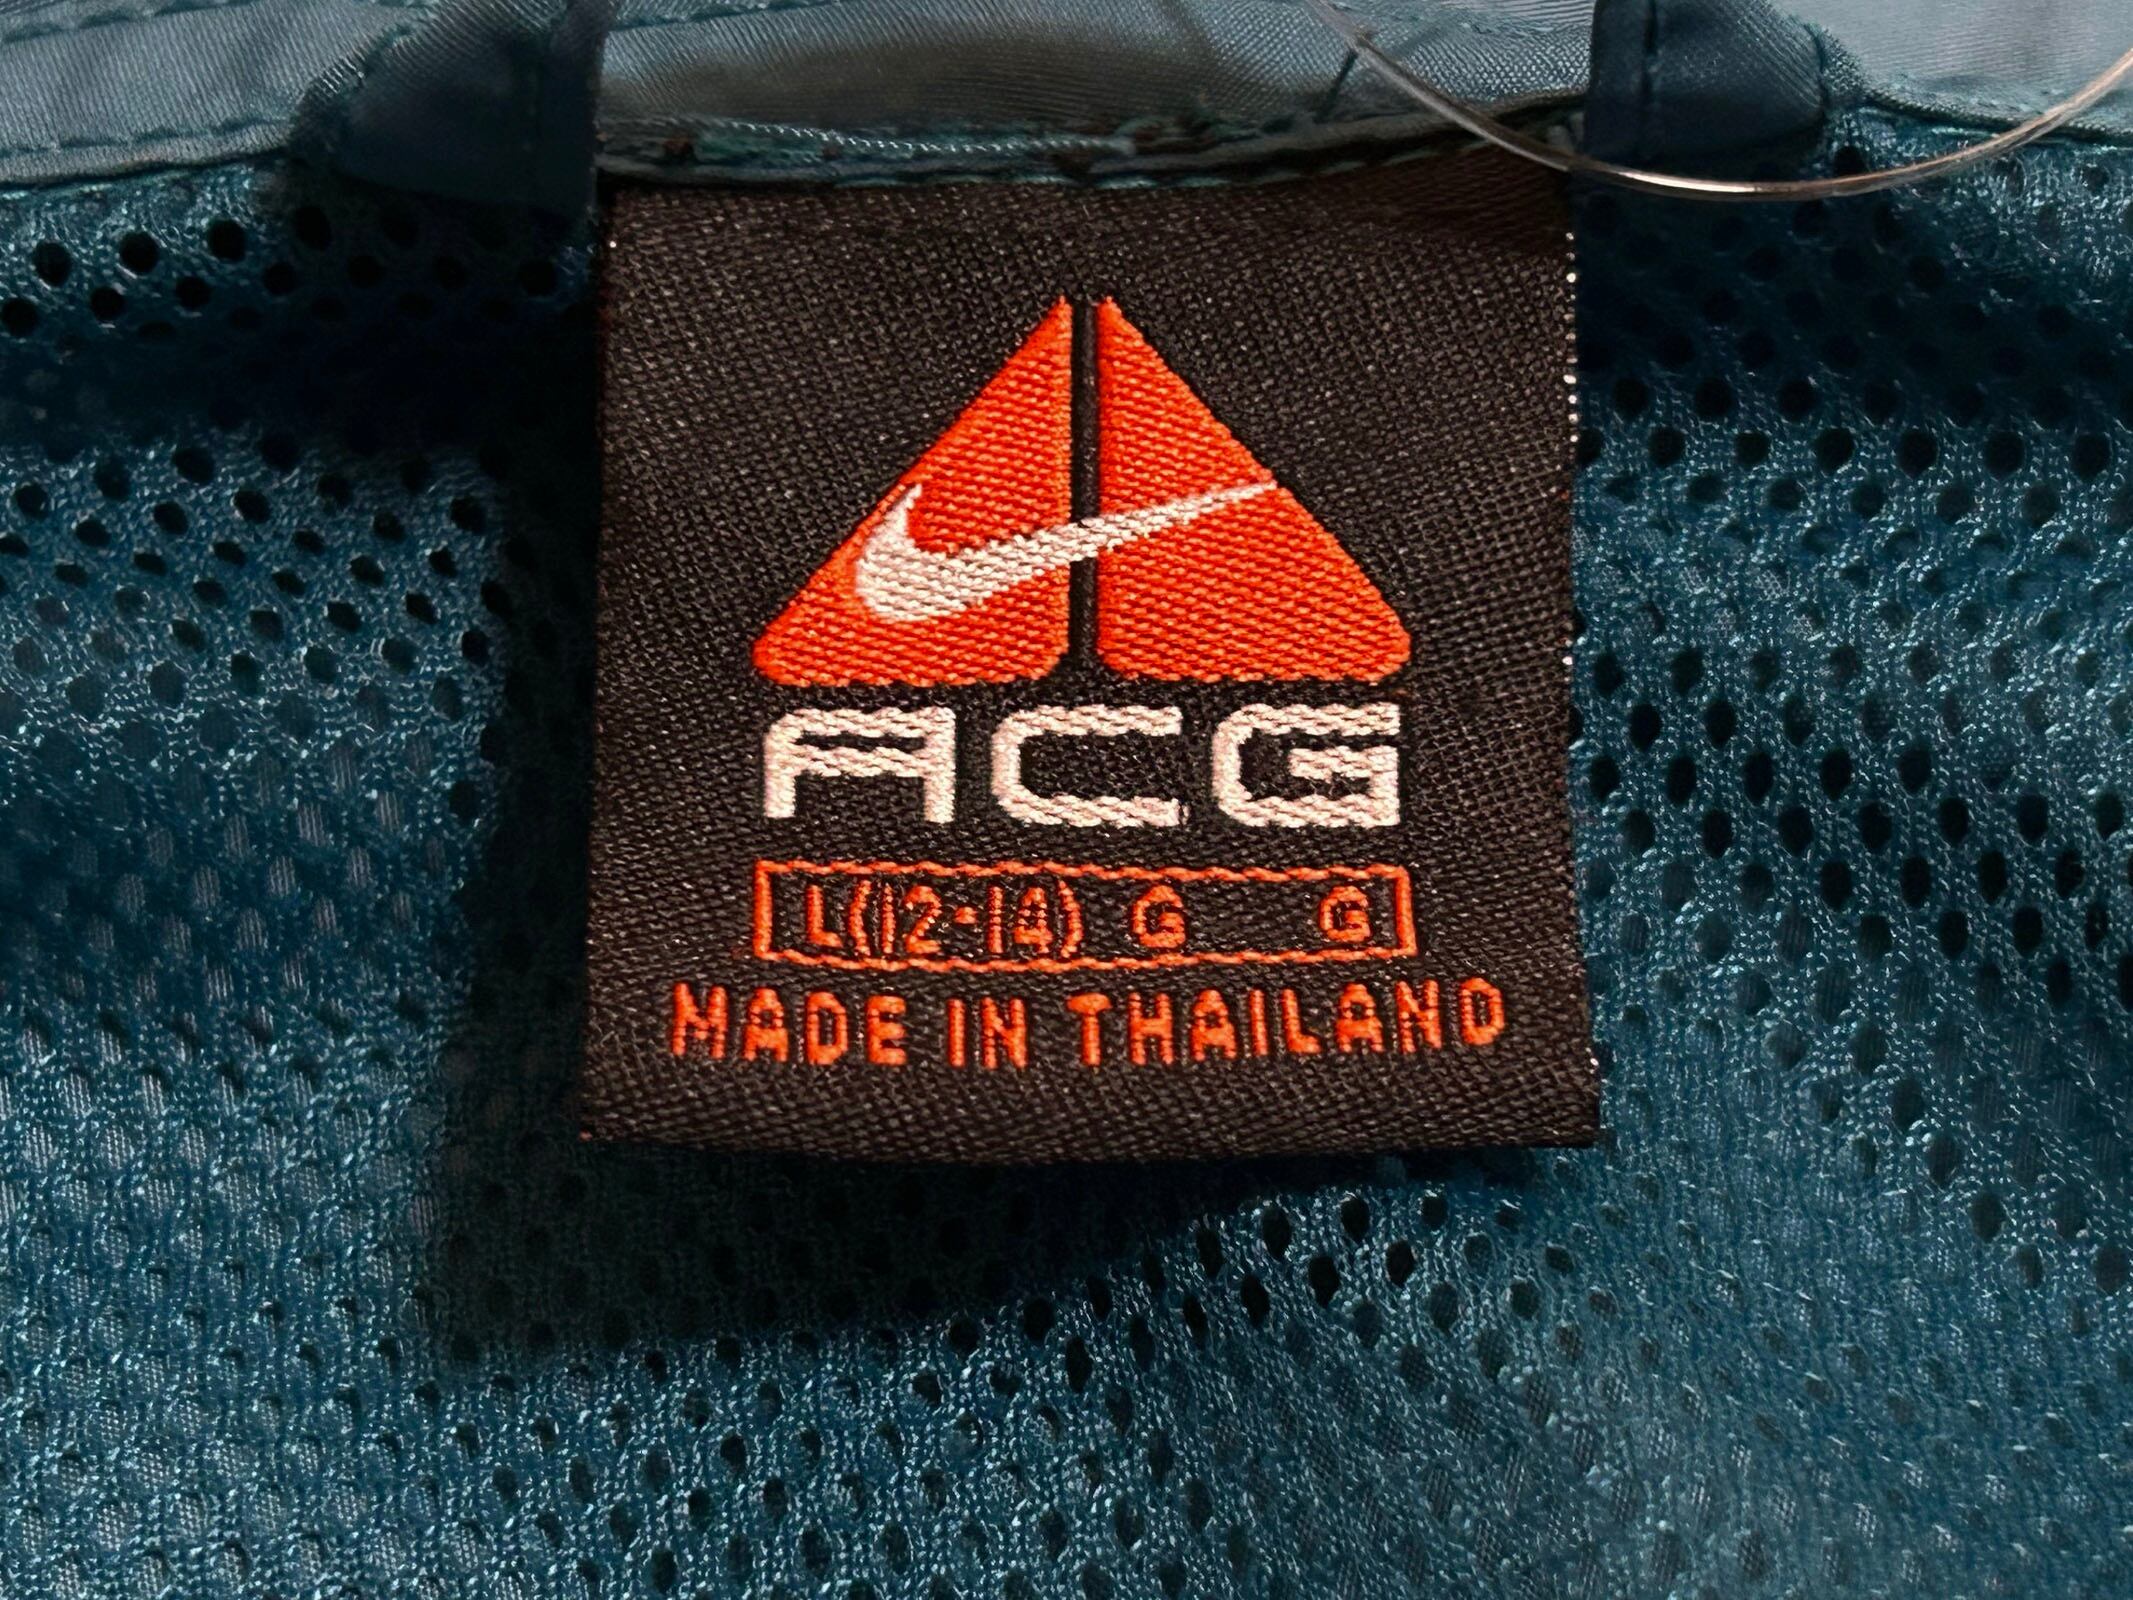 ACG
L(12-14) G G
MADE IN THAILAND